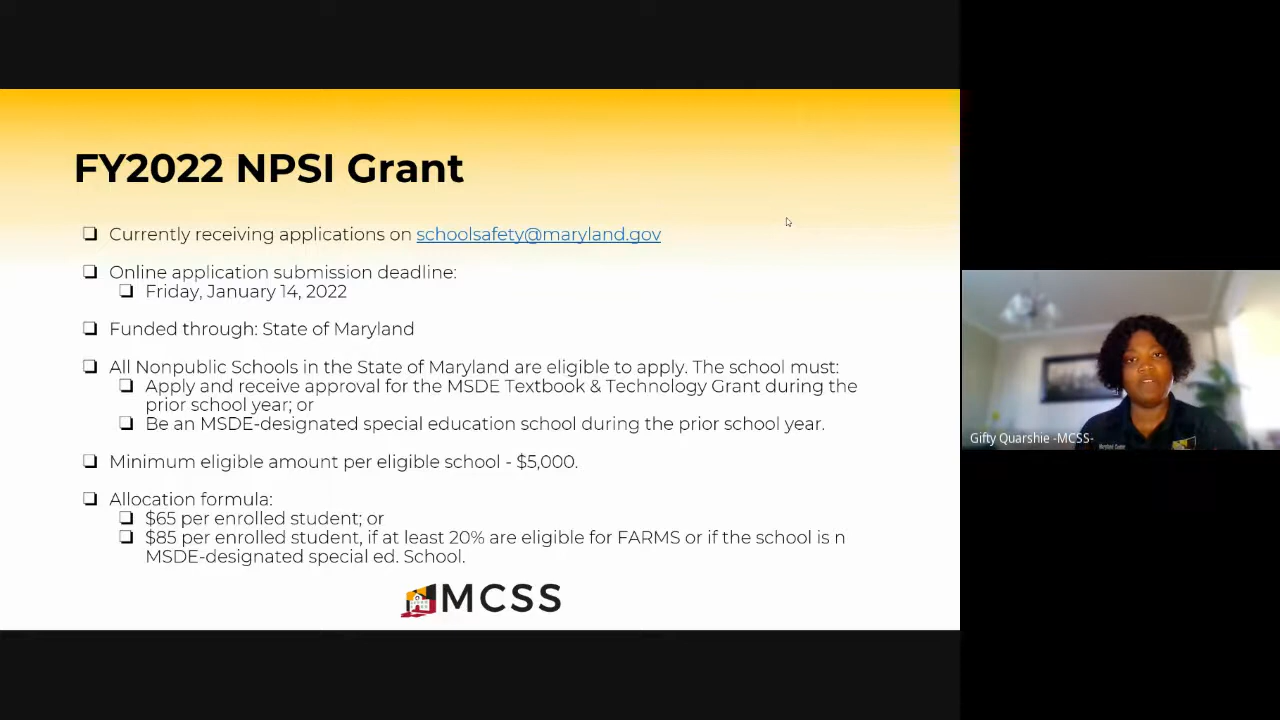 FY2022 NPSI Grant
Currently receiving applications on schoolsafety@maryland.gov
Online application submission deadline:
Friday, January 14, 2022
Funded through: State of Maryland
All Nonpublic Schools in the State of Maryland are eligible to apply. The school must:
Apply and receive approval for the MSDE Textbook & Technology Grant during the
prior school year; or
Be an MSDE-designated special education school during the prior school year.
Minimum eligible amount per eligible school - $5,000.
Allocation formula:
$65 per enrolled student; or
$85 per enrolled student, if at least 20% are eligible for FARMS or if the school is n
MSDE-designated special ed. School.
MCSS
Gifty Quarshie -MCSS-
Maryland Center